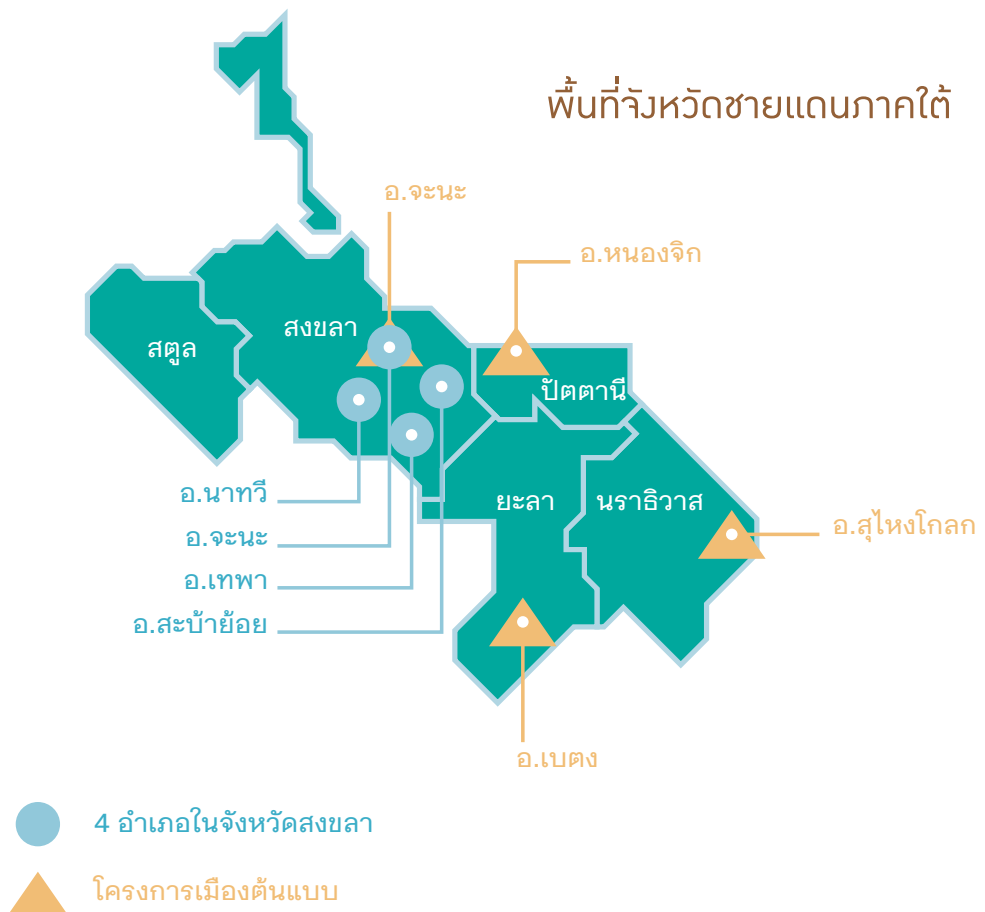 พื้นที่จังหวัดชายแดนภาคใต้
อ.จะนะ
อ.หนองจิก
สงขลา
สตูล
ปัตตานี
อ.นาทวี
ยะลา
นราธิวาส
อ.สุไหงโกลก
อ.จะนะ
อ.เทพา
อ.สะบ้าย้อย
อ.เบตง
4 อำเภอในจังหวัดสงขลา
โครงการเมืองต้นแบบ